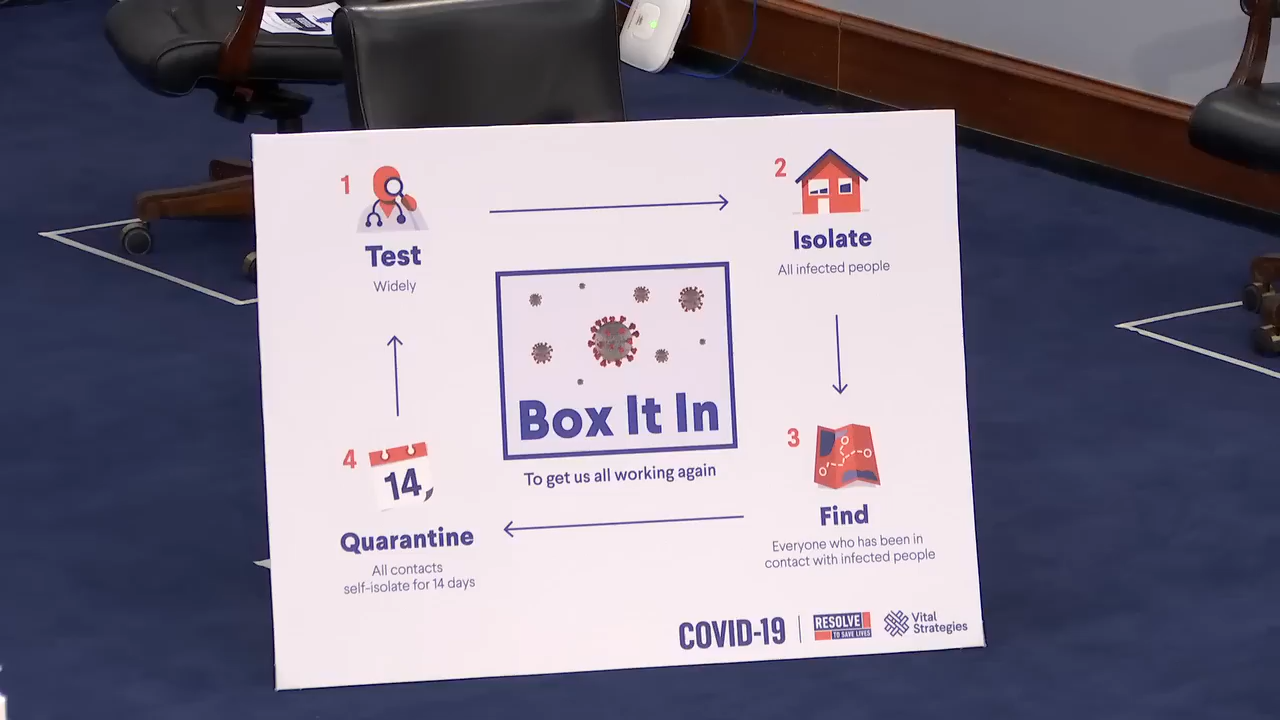 1
Test
Widely
2
Isolate
All infected people
Box It In
To get us all working again
3
Find
Everyone who has been in
contact with infected people
4
14
Quarantine
All contacts
self-isolate for 14 days
COVID-19
RESOLVE
TO SAVE LIVES
Vital
Strategies